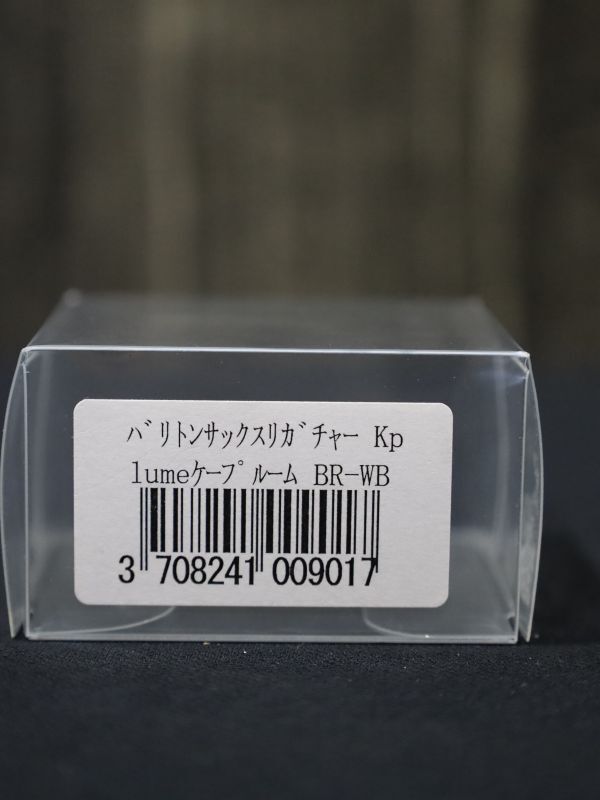 ﾊﾞﾘﾄﾝｻｯｸｽﾘｶﾞﾁｬｰ Kp
lumeｹｰﾌﾟﾙｰﾑ BR-WB
3 708241 009017